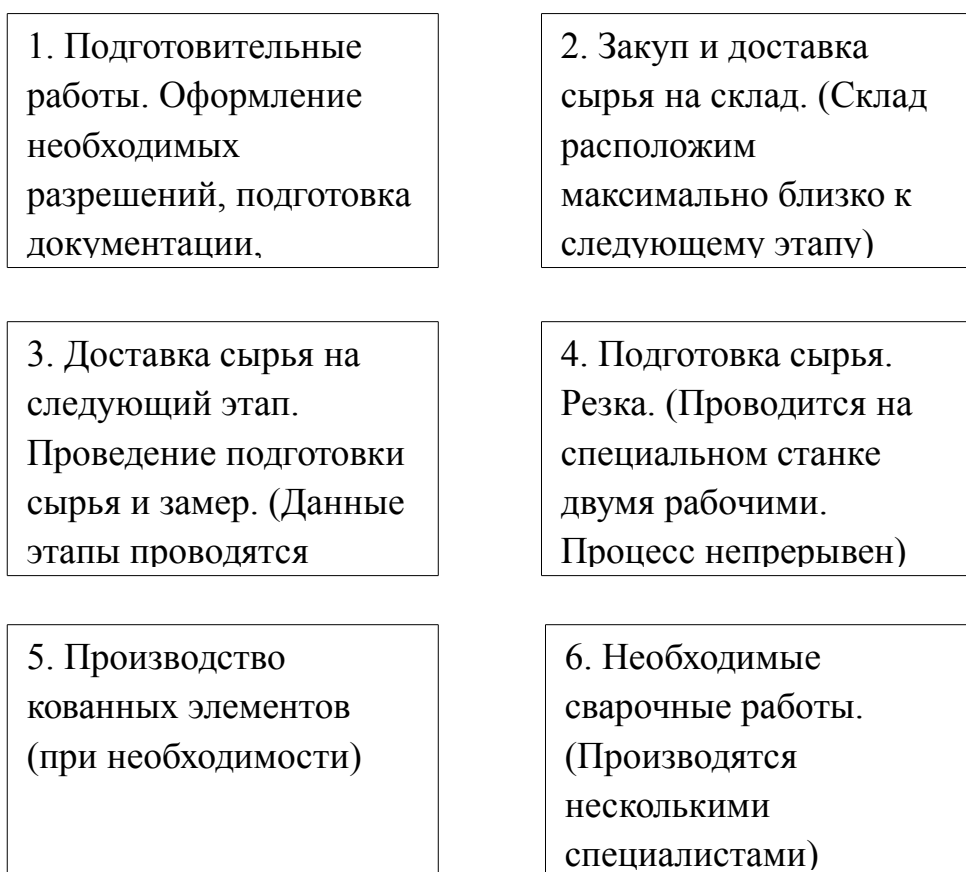 1. Подготовительные
работы. Оформление
необходимых
разрешений, подготовка
документации,
2. Закуп и доставка
сырья на склад. (Склад
расположим
максимально близко к
следующему этапу)
3. Доставка сырья на
следующий этап.
Проведение подготовки
сырья и замер. (Данные
этапы проводятся
4. Подготовка сырья.
Резка. (Проводится на
специальном станке
двумя рабочими.
Процесс непрерывен)
5. Производство
кованных элементов
(при необходимости)
6. Необходимые
сварочные работы.
(Производятся
несколькими
специалистами)